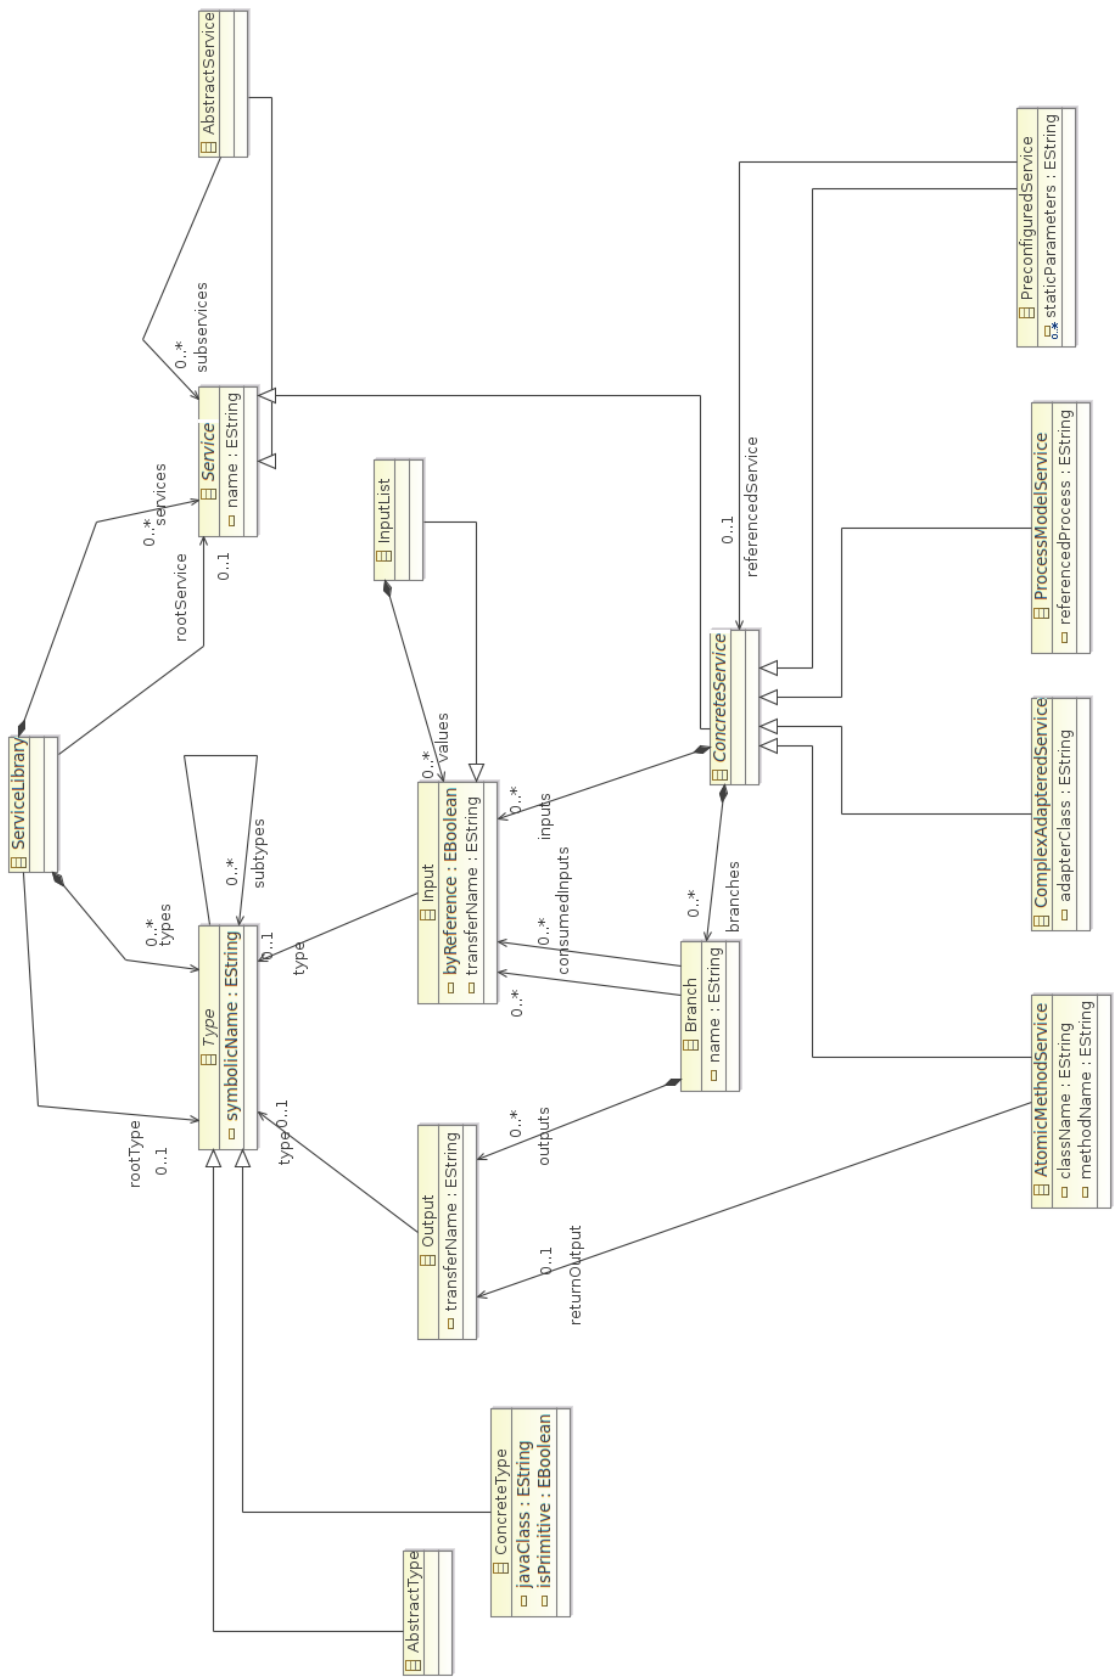 AbstractType
ConcreteType
javaClass : EString
isPrimitive : EBoolean
rootType
0..1
Type
symbolicName : EString
type
0..1
Output
transferName : EString
0..1
returnOutput
AtomicMethodService
className : EString
methodName : EString
0..*
outputs
Branch
name : EString
0..*
0..*
consumedInputs
0..*
branches
0..*
types
0..1
type
0..*
subtypes
ServiceLibrary
Input
byReference : EBoolean
transferName : EString
0..*
inputs
0..*
values
ConcreteService
ComplexAdapteredService
adapterClass : EString
ProcessModelService
referencedProcess : EString
rootService
0..1
0..*
services
InputList
Service
name : EString
0..*
subservices
0..1
referencedService
AbstractService
PreconfiguredService
0..*
staticParameters : EString